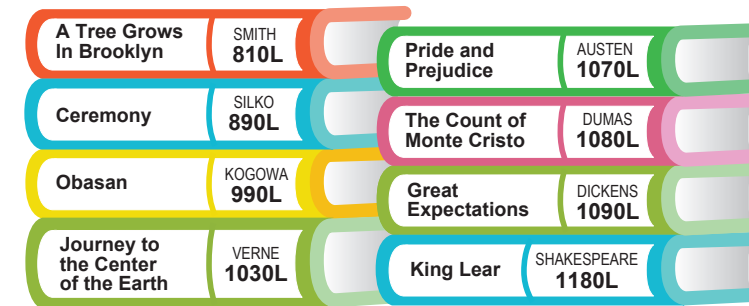 A Tree Grows
In Brooklyn
SMITH
810L
Ceremony
SILKO
890L
Obasan
KOGOWA
990L
Journey to
the Center
of the Earth
VERNE
1030L
Pride and
Prejudice
AUSTEN
1070L
The Count of
Monte Cristo
DUMAS
1080L
Great
Expectations
DICKENS
1090L
King Lear
SHAKESPEARE
1180L